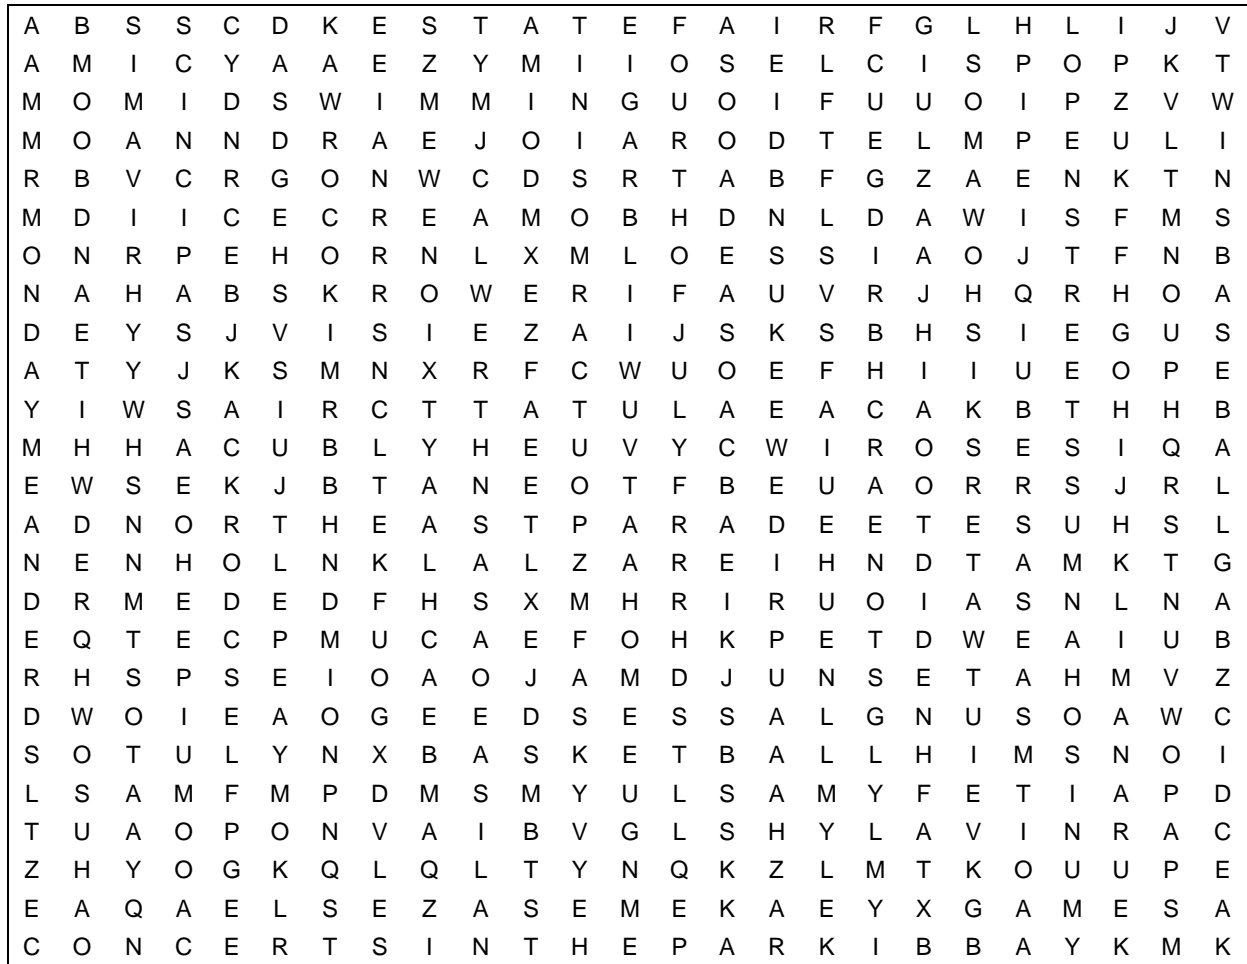 A B S S C D K E S T A T E F A I R F G L H L I J V
A M I C Y A A E Z Y M I I O S E L C I S P O P K T
M O M I D S W I M M I N G U O I F U U O I P Z V W
M O A N N D R A E J O I A R O D T E L M P E U L I
R B V C R G O N W C D S R T A B F G Z A E N K T N
M D I I C E C R E A M O B H D N L D A W I S F M S
O N R P E H O R N L X M L O E S S I A O J T F N B
N A H A B S K R O W E R I F A U V R J H Q R H O A
D E Y S J V I S I E Z A I J S K S B H S I E G U S
A T Y J K S M N X R F C W U O E F H I I U E O P E
Y I W S A I R C T T A T U L A E A C A K B T H H B
M H H A C U B L Y H E U V Y C W I R O S E S I Q A
E W S E K J B T A N E O T F B E U A O R R S J R L
A D N O R T H E A S T P A R A D E E T E S U H S L
N E N H O L N K L A L Z A R E I H N D T A M K T G
D R M E D E D F H S X M H R I R U O I A S N L N A
E Q T E C P M U C A E F O H K P E T D W E A I U B
R H S P S E I O A O J A M D J U N S E T A H M V Z
D W O I E A O G E E D S E S S A L G N U S O A W C
S O T U L Y N X B A S K E T B A L L H I M S N O I
L S A M F M P D M S M Y U L S A M Y F E T I A P D
T U A O P O N V A I B V G L S H Y L A V I N R A C
Z H Y O G K Q L Q L T Y N Q K Z L M T K O U U P E
E A Q A E L S E Z A S E M E K A E Y X G A M E S A
C O N C E R T S I N T H E P A R K I B B A Y K M K